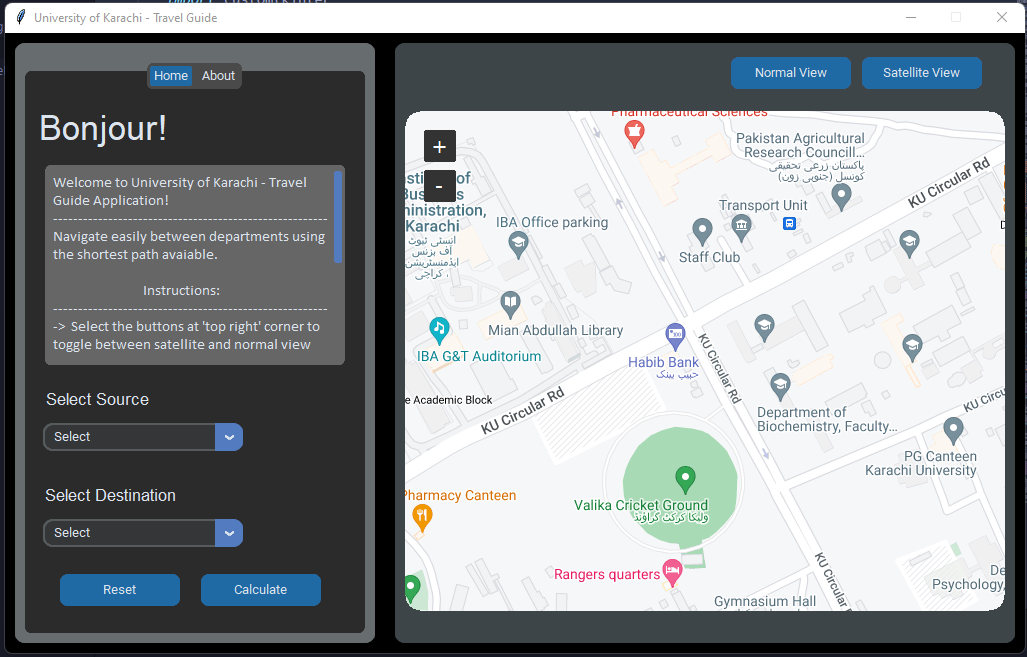 University of Karachi - Travel Guide
Home
About
Bonjour!
Welcome to University of Karachi - Travel
Guide Application!
----------------------------------------------------
Navigate easily between departments using
the shortest path avaiable.
Instructions:
----------------------------------------------------
-> Select the buttons at 'top right' corner to
toggle between satellite and normal view
Select Source
Select
Select Destination
Select
Reset
Calculate
Normal View
Satellite View
+
-
Pharmaceutical Sciences
Pakistan Agricultural
Research Councill...
پاکستان زرعی تحقیقی
کونسل (جنوبی زون)
KU Circular Rd
Transport Unit
Staff Club
IBA Office parking
ministration,
Karachi
انسٹی ٹیوٹ
آف بزنس
ایڈمنسٹریشن
، کراچی
Mian Abdullah Library
IBA G&T Auditorium
Habib Bank
حبیب بینک
KU Circular Rd
e Academic Block
KU Circular Rd
KU Circu
Department of
Biochemistry, Faculty...
PG Canteen
Karachi University
Pharmacy Canteen
Valika Cricket Ground
ولیکا کرکٹ گراؤنڈ
Rangers quarters
KU Circular Rd
De
Psychology,
Gymnasium Hall